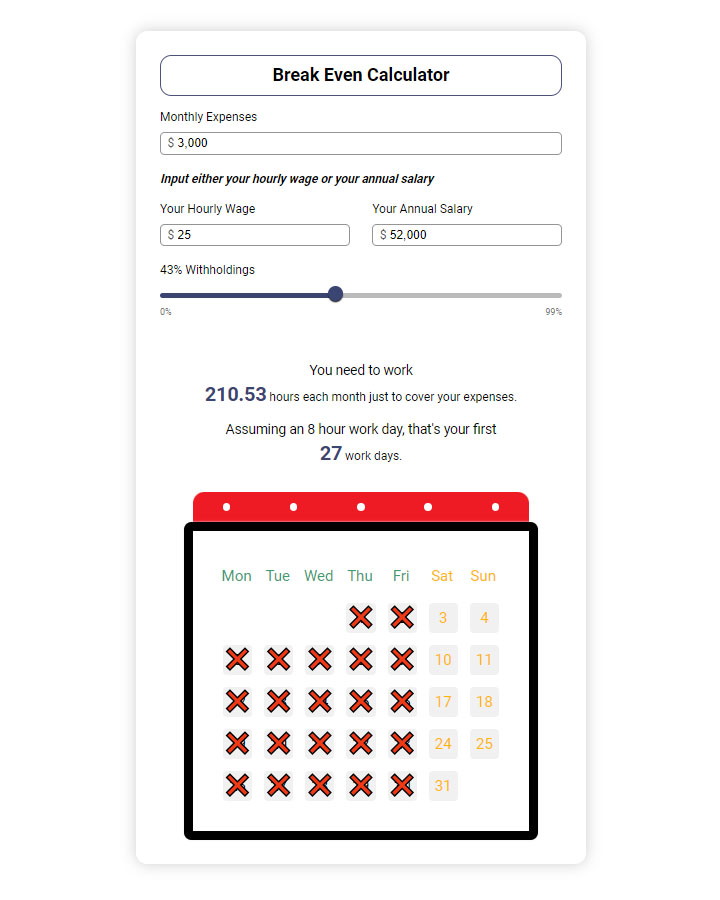 Break Even Calculator
Monthly Expenses
$ 3,000
Input either your hourly wage or your annual salary
Your Hourly Wage Your Annual Salary
$ 25 $ 52,000
43% Withholdings
0% 99%
You need to work
210.53 hours each month just to cover your expenses.
Assuming an 8 hour work day, that's your first
27 work days.
Mon Tue Wed Thu Fri Sat Sun
3 4
10 11
17 18
24 25
31